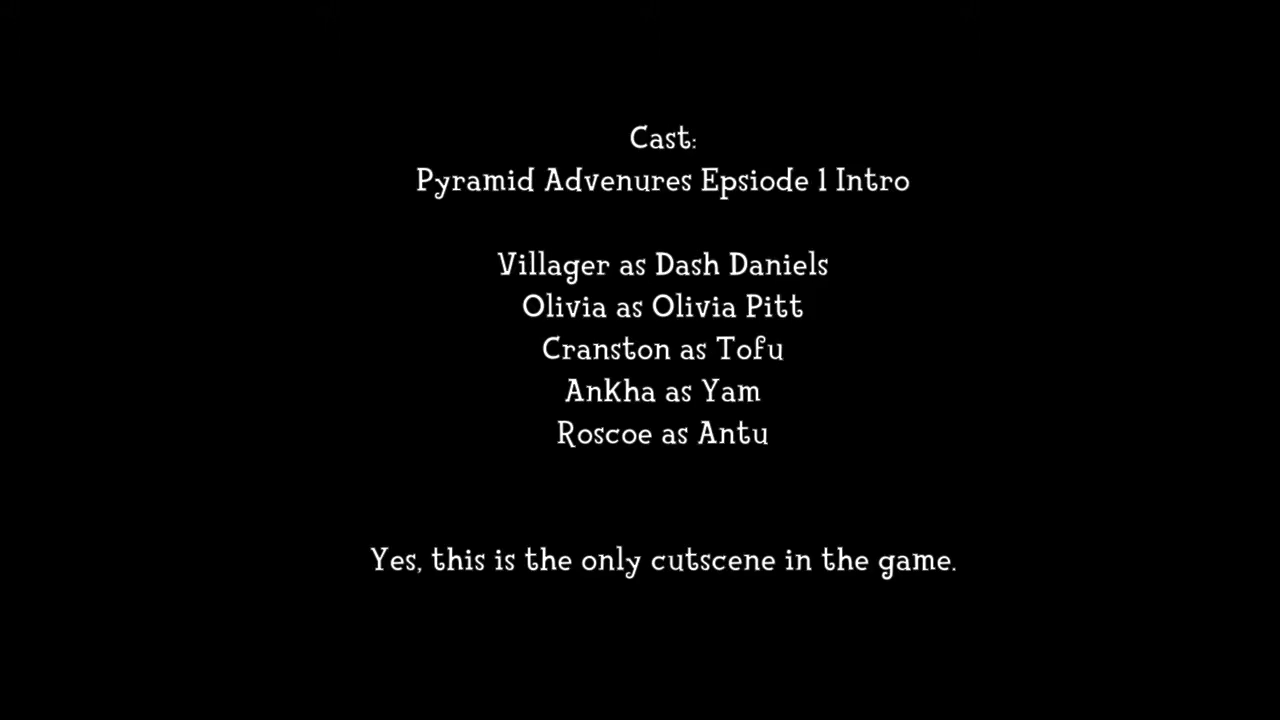 Cast:
Pyramid Advenures Epsiode 1 Intro
Villager as Dash Daniels
Olivia as Olivia Pitt
Cranston as Tofu
Ankha as Yam
Roscoe as Antu
Yes, this is the only cutscene in the game.